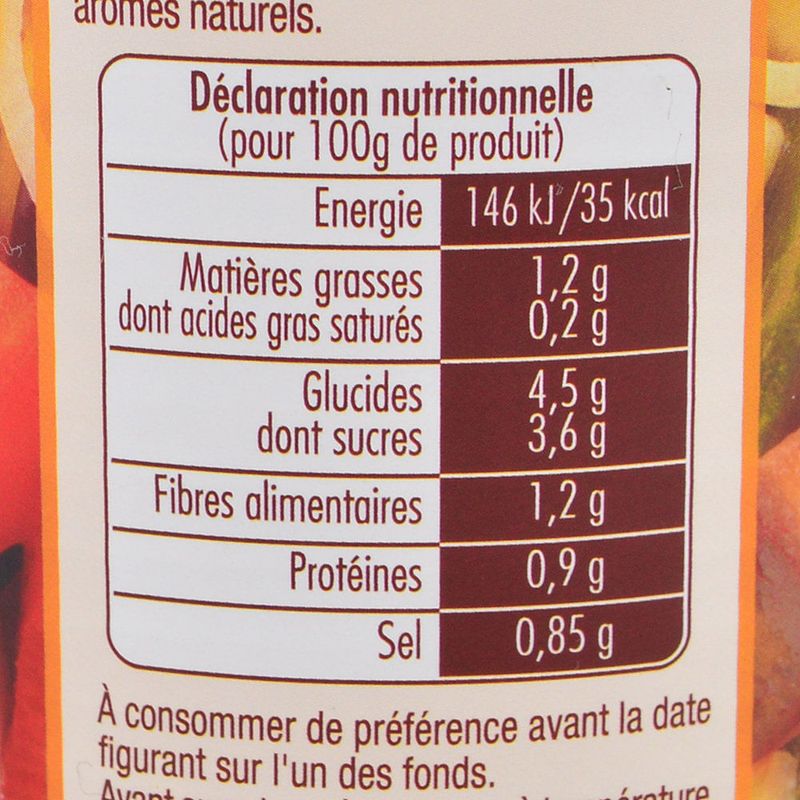 arômes naturels.
Déclaration nutritionnelle
(pour 100g de produit)
Energie 146 kJ/35 kcal
Matières grasses 1,2 g
dont acides gras saturés 0,2 g
Glucides 4,5 g
dont sucres 3,6 g
Fibres alimentaires 1,2 g
Protéines 0,9 g
Sel 0,85 g
À consommer de préférence avant la date
figurant sur l'un des fonds.